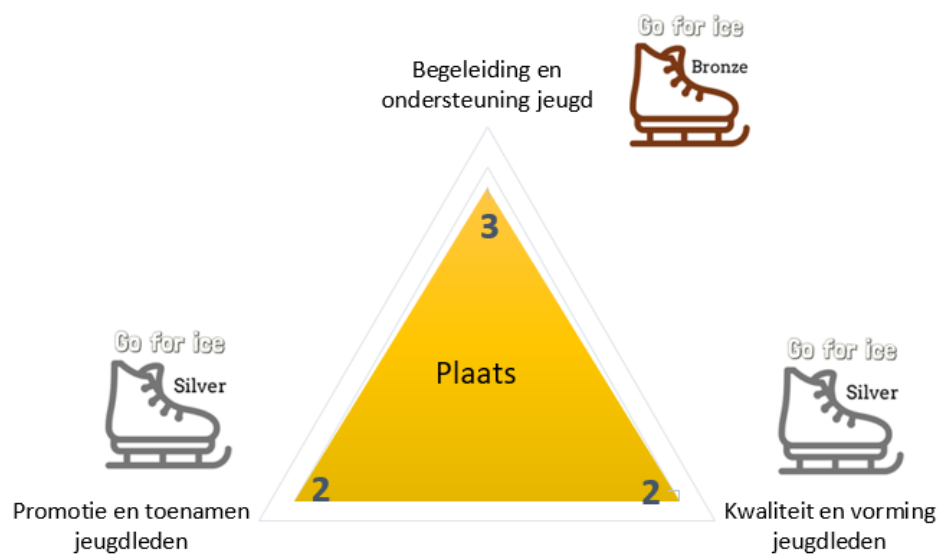 Go for ice
Bronze
Begeleiding en
ondersteuning jeugd
3
Plaats
Go for ice
Silver
Go for ice
Silver
2
2
Promotie en toenamen
jeugdleden
Kwaliteit en vorming
jeugdleden